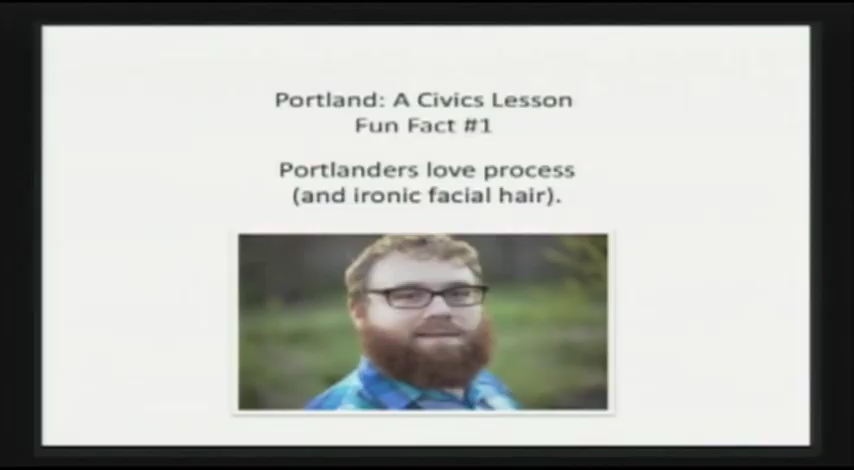 Portland: A Civics Lesson
Fun Fact #1
Portlanders love process
(and ironic facial hair).